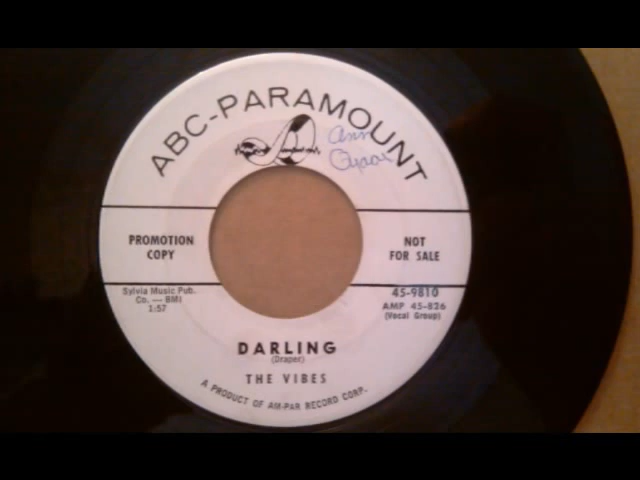 ABC-PARAMOUNT
Ann
PROMOTION
COPY
NOT
FOR SALE
Sylvia Music Pub.
Co. — BMI
1:57
45-9810
AMP 45-826
(Vocal Group)
DARLING
(Draper)
THE VIBES
A PRODUCT OF AM-PAR RECORD CORP.